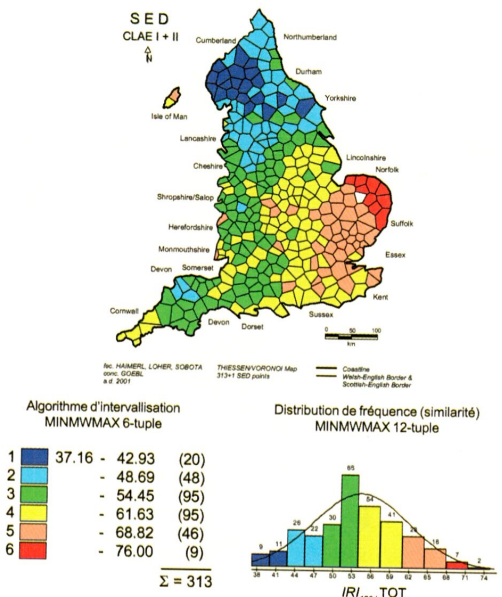 SED
CLAE I + II
N
Cumberland
Northumberland
Durham
Yorkshire
Isle of Man
Lancashire
Cheshire
Lincolnshire
Norfolk
Shropshire/Salop
Suffolk
Herefordshire
Monmouthshire
Essex
Devon Somerset
Kent
Cornwall
Sussex
Devon Dorset
0 50 100
km
fec. HAIMERL, LOHER, SOBOTA
conc. GOEBL
a.d. 2001
THIESSEN/VORONOI Map
313+1 SED points
Coastline
Welsh-English Border &
Scottish-English Border
Algorithme d'intervallisation
MINMWMAX 6-tuple
1 37.16 - 42.93 (20)
2 - 48.69 (48)
3 - 54.45 (95)
4 - 61.63 (95)
5 - 68.82 (46)
6 - 76.00 (9)
Σ = 313
Distribution de fréquence (similarité)
MINMWMAX 12-tuple
9 11 26 22 30 65 54 41 28 16 7 2
38 41 44 47 50 53 56 59 62 65 68 71 74
TOT